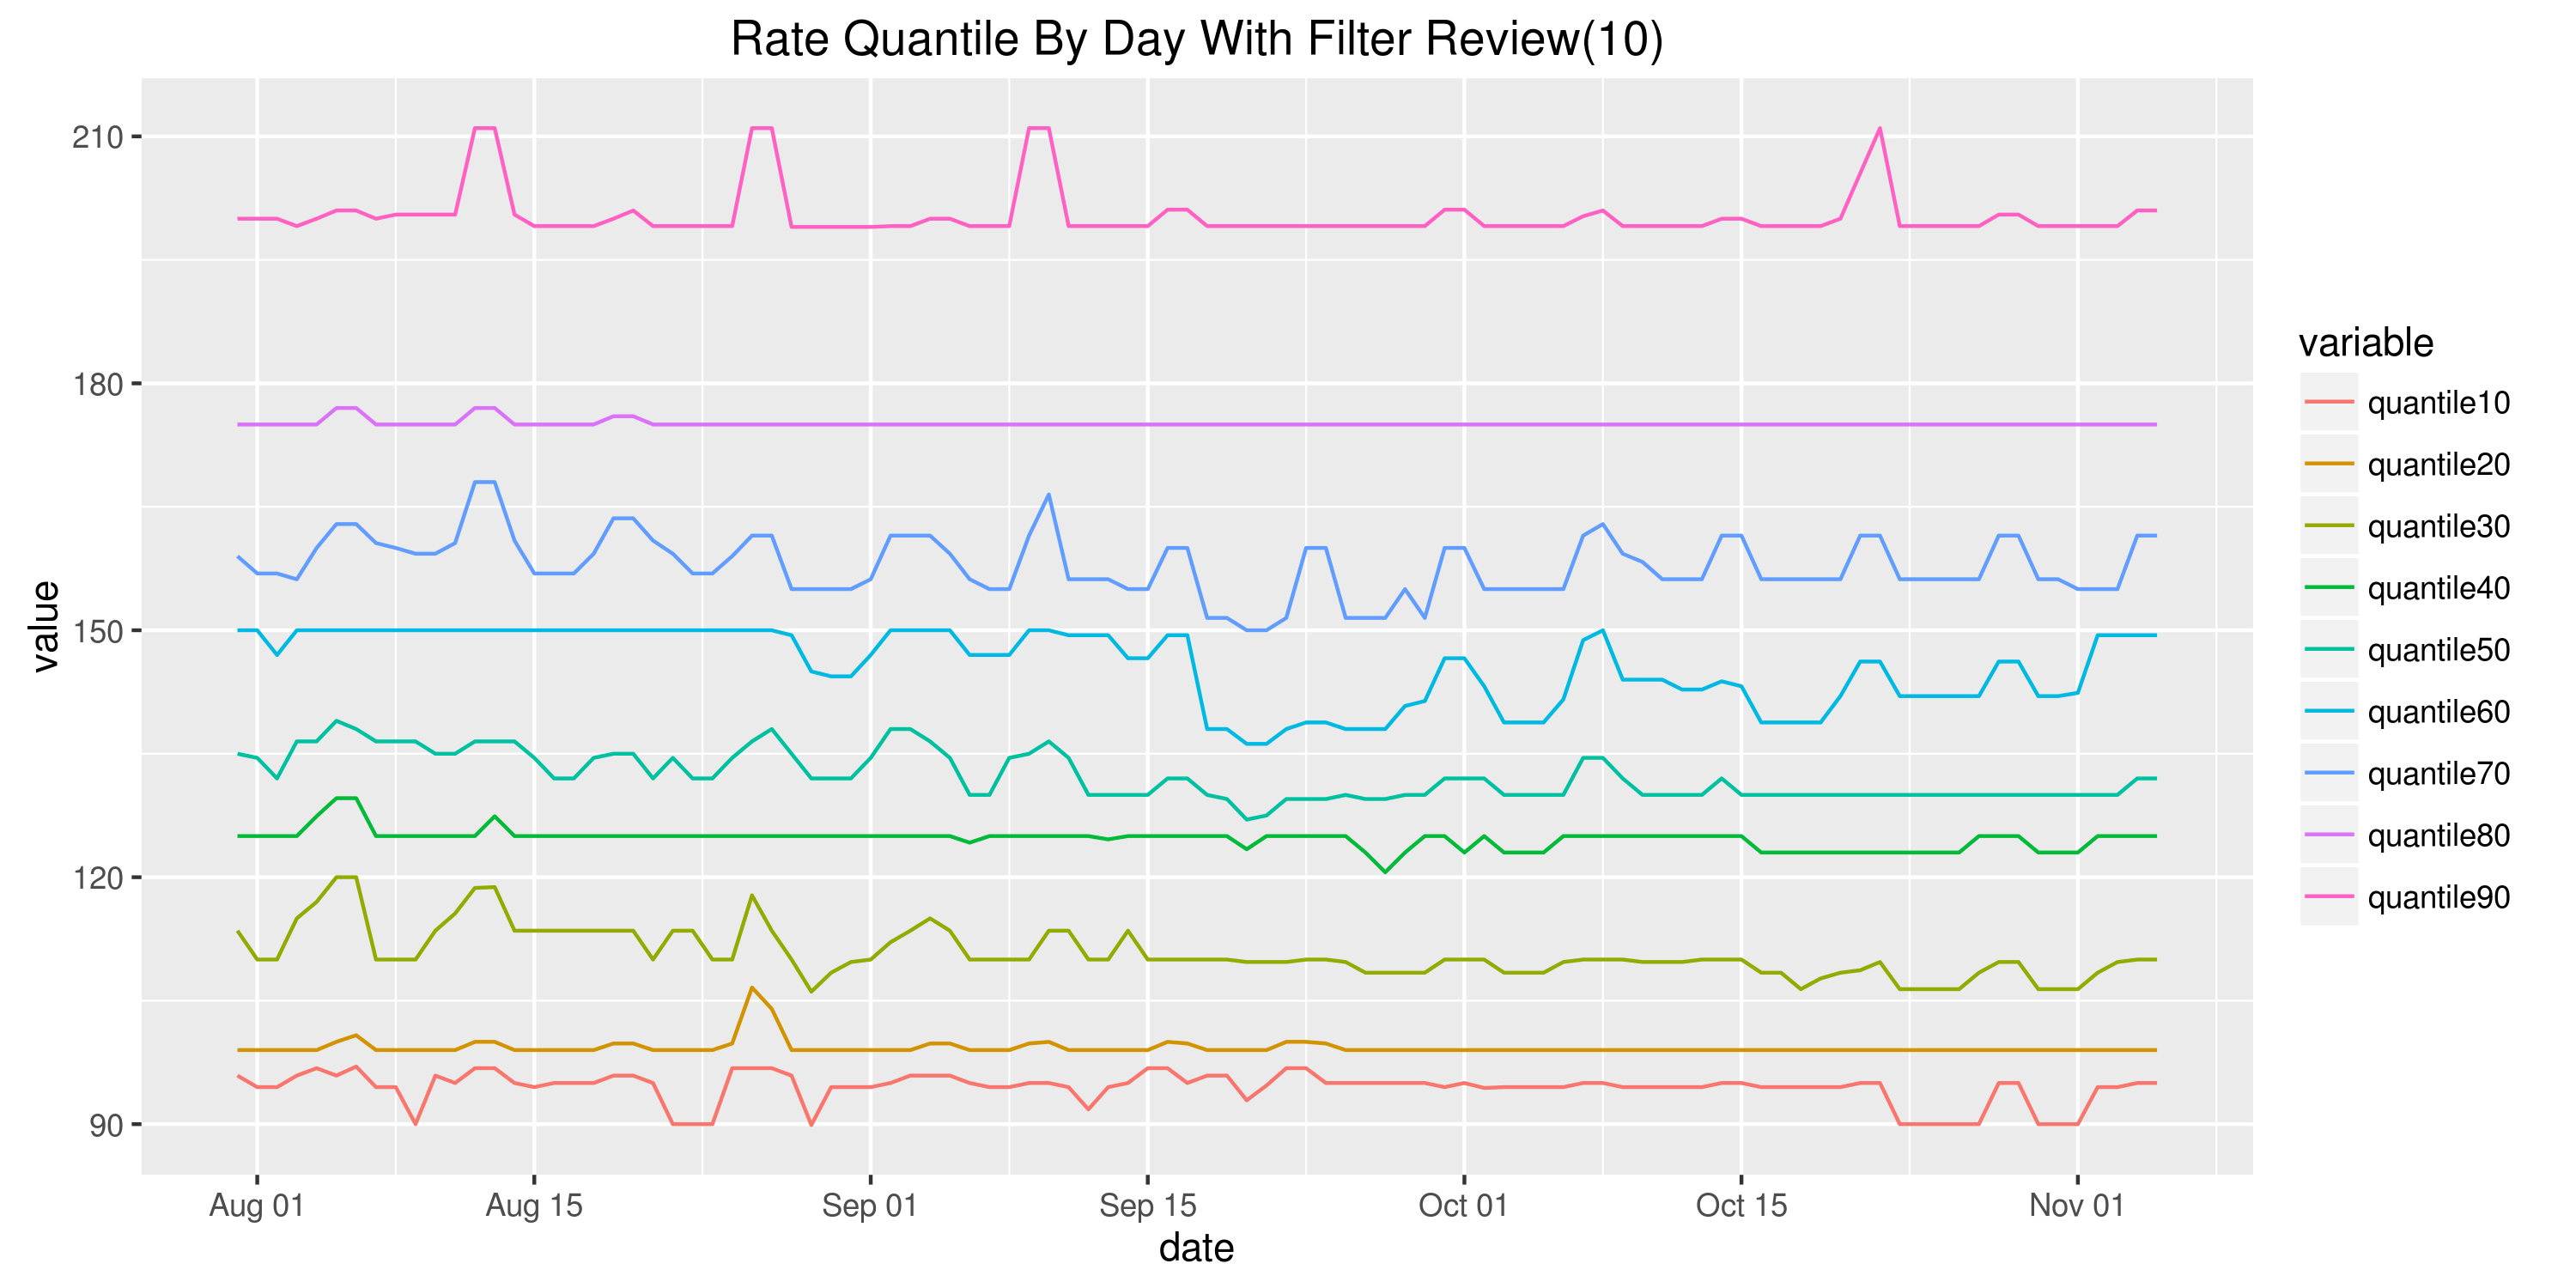 Rate Quantile By Day With Filter Review(10)
210
180
150
120
90
value
Aug 01
Aug 15
Sep 01
Sep 15
Oct 01
Oct 15
Nov 01
date
variable
quantile10
quantile20
quantile30
quantile40
quantile50
quantile60
quantile70
quantile80
quantile90